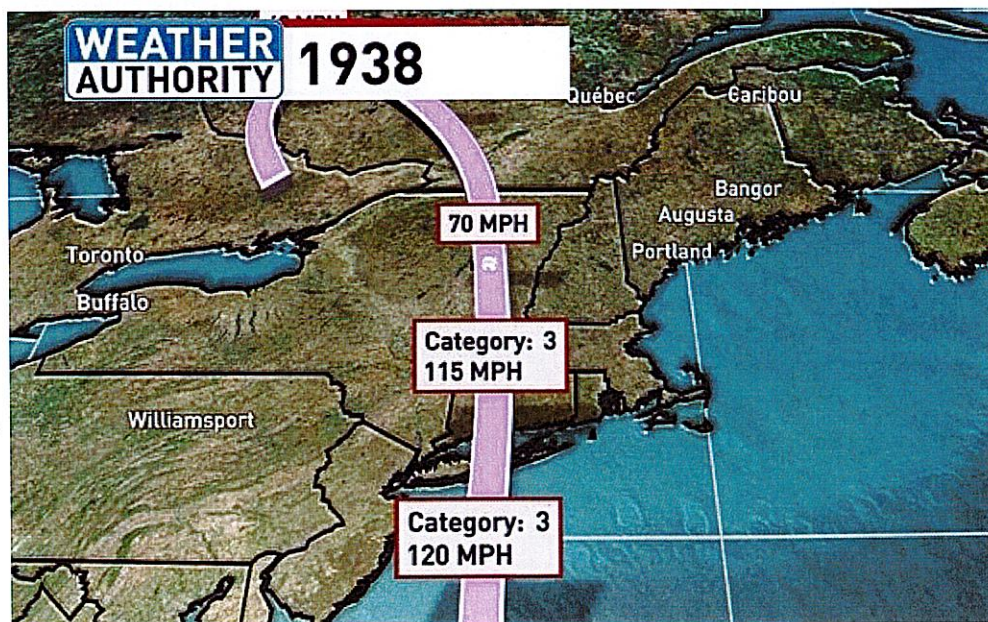 WEATHER
AUTHORITY
1938
MPH
Québec
Caribou
Bangor
Augusta
Portland
70 MPH
Toronto
Buffalo
Category: 3
115 MPH
Williamsport
Category: 3
120 MPH